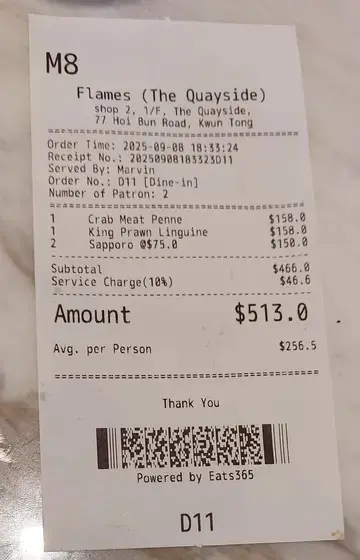 M8
Flames (The Quayside)
shop 2, 1/F, The Quayside,
77 Hoi Bun Road, Kwun Tong
Order Time: 2025-09-08 18:33:24
Receipt No.: 20250908183323D11
Served By: Marvin
Order No.: D11 [Dine-in]
Number of Patron: 2
1 Crab Meat Penne $158.0
1 King Prawn Linguine $158.0
2 Sapporo @$75.0 $150.0
Subtotal $466.0
Service Charge(10%) $46.6
Amount $513.0
Avg. per Person $256.5
Thank You
Powered by Eats365
D11